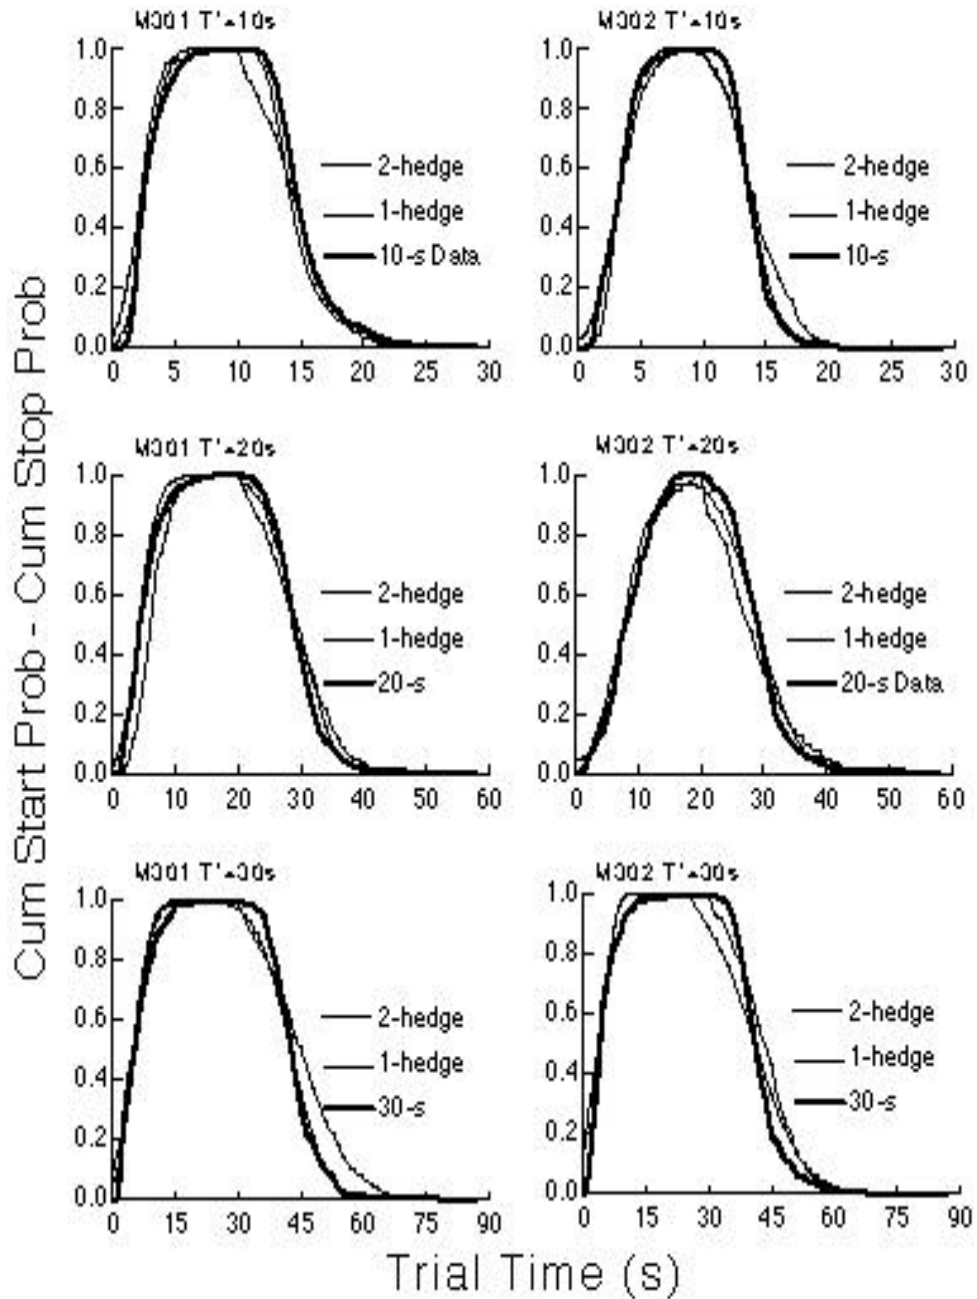 M301 T'=10s
1.0
0.8
0.6
0.4
0.2
0.0
0 5 10 15 20 25 30
2-hedge
1-hedge
10-s Data
M302 T'=10s
1.0
0.8
0.6
0.4
0.2
0.0
0 5 10 15 20 25 30
2-hedge
1-hedge
10-s
M301 T'=20s
1.0
0.8
0.6
0.4
0.2
0.0
0 10 20 30 40 50 60
2-hedge
1-hedge
20-s
M302 T'=20s
1.0
0.8
0.6
0.4
0.2
0.0
0 10 20 30 40 50 60
2-hedge
1-hedge
20-s Data
M301 T'=30s
1.0
0.8
0.6
0.4
0.2
0.0
0 15 30 45 60 75 90
2-hedge
1-hedge
30-s
M302 T'=30s
1.0
0.8
0.6
0.4
0.2
0.0
0 15 30 45 60 75 90
2-hedge
1-hedge
30-s
Cum Start Prob - Cum Stop Prob
Trial Time (s)